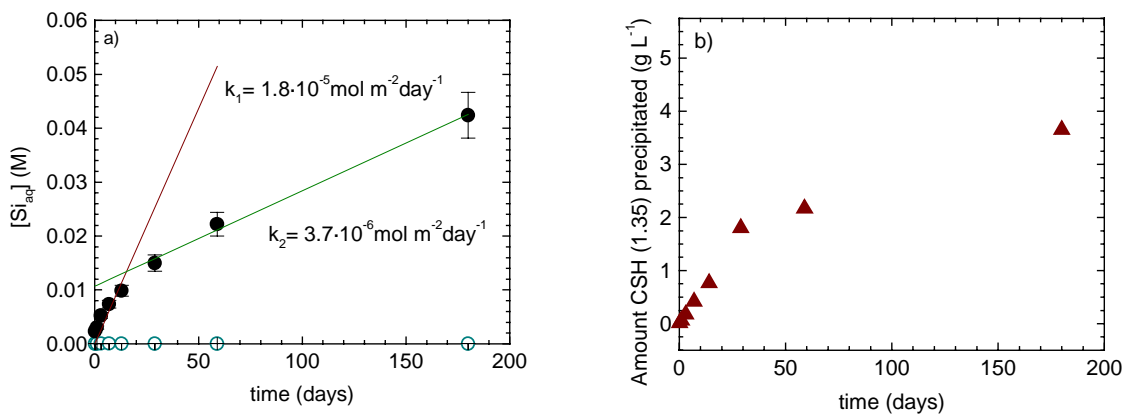 a)
0.06
0.05
0.04
0.03
0.02
0.01
0.00
[Si_aq] (M)
k₁= 1.8·10⁻⁵mol m⁻²day⁻¹
k₂= 3.7·10⁻⁶mol m⁻²day⁻¹
0 50 100 150 200
time (days)
b)
5
4
3
2
1
0
Amount CSH (1.35) precipitated (g L⁻¹)
0 50 100 150 200
time (days)